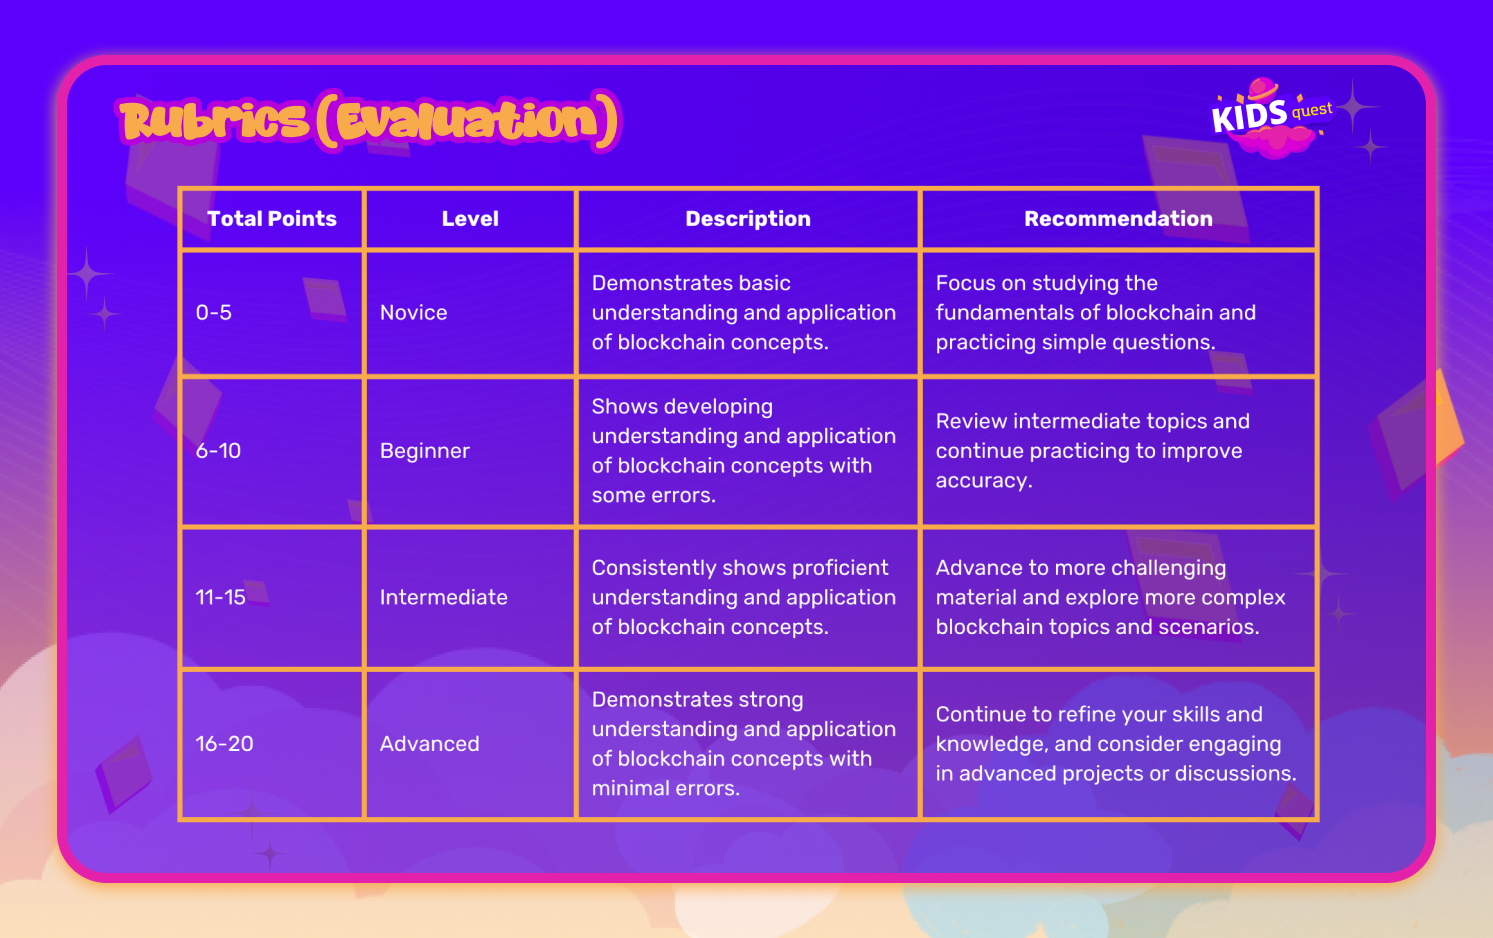 Rubrics (Evaluation)
KIDS quest
Total Points
Level
Description
Recommendation
0-5
Novice
Demonstrates basic
understanding and application
of blockchain concepts.
Focus on studying the
fundamentals of blockchain and
practicing simple questions.
6-10
Beginner
Shows developing
understanding and application
of blockchain concepts with
some errors.
Review intermediate topics and
continue practicing to improve
accuracy.
11-15
Intermediate
Consistently shows proficient
understanding and application
of blockchain concepts.
Advance to more challenging
material and explore more complex
blockchain topics and scenarios.
16-20
Advanced
Demonstrates strong
understanding and application
of blockchain concepts with
minimal errors.
Continue to refine your skills and
knowledge, and consider engaging
in advanced projects or discussions.